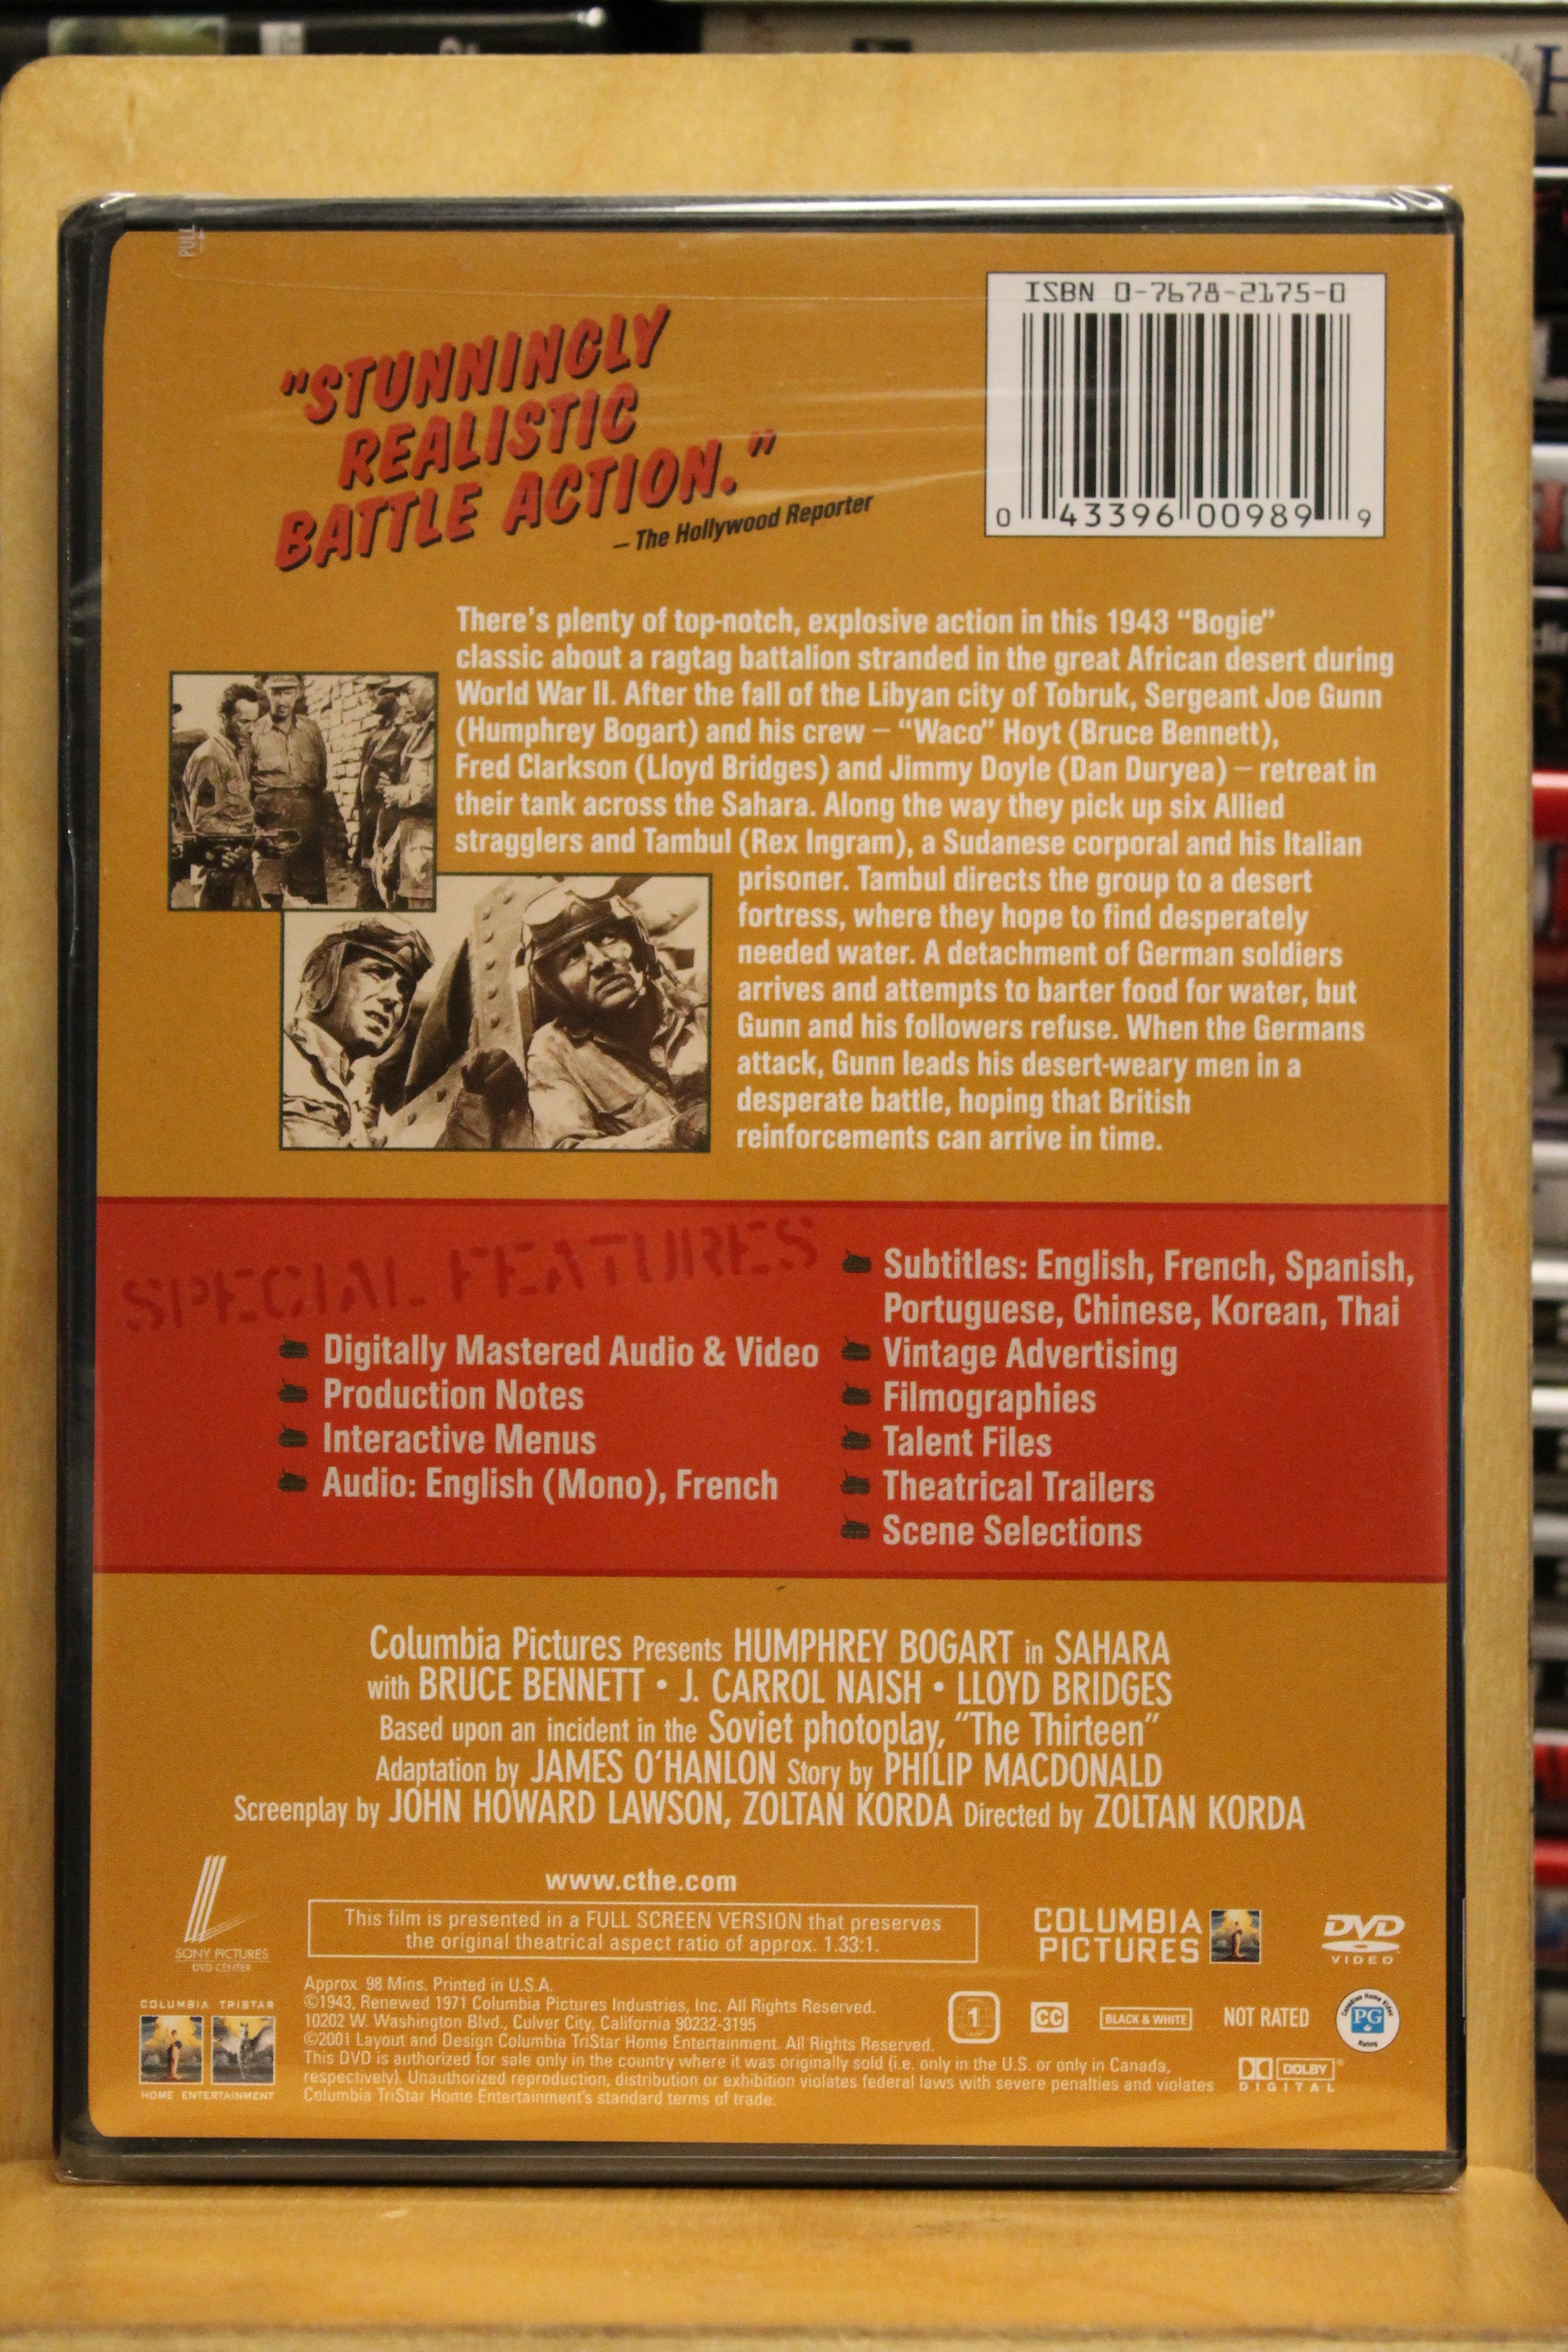 PULL
ISBN 0-7678-2175-0
0 43396 00989 9
"STUNNINGLY
REALISTIC
BATTLE ACTION."
– The Hollywood Reporter
There's plenty of top-notch, explosive action in this 1943 "Bogie"
classic about a ragtag battalion stranded in the great African desert during
World War II. After the fall of the Libyan city of Tobruk, Sergeant Joe Gunn
(Humphrey Bogart) and his crew – "Waco" Hoyt (Bruce Bennett),
Fred Clarkson (Lloyd Bridges) and Jimmy Doyle (Dan Duryea) – retreat in
their tank across the Sahara. Along the way they pick up six Allied
stragglers and Tambul (Rex Ingram), a Sudanese corporal and his Italian
prisoner. Tambul directs the group to a desert
fortress, where they hope to find desperately
needed water. A detachment of German soldiers
arrives and attempts to barter food for water, but
Gunn and his followers refuse. When the Germans
attack, Gunn leads his desert-weary men in a
desperate battle, hoping that British
reinforcements can arrive in time.
SPECIAL FEATURES
Digitally Mastered Audio & Video
Production Notes
Interactive Menus
Audio: English (Mono), French
Subtitles: English, French, Spanish,
Portuguese, Chinese, Korean, Thai
Vintage Advertising
Filmographies
Talent Files
Theatrical Trailers
Scene Selections
Columbia Pictures Presents HUMPHREY BOGART in SAHARA
with BRUCE BENNETT • J. CARROL NAISH • LLOYD BRIDGES
Based upon an incident in the Soviet photoplay, "The Thirteen"
Adaptation by JAMES O'HANLON Story by PHILIP MACDONALD
Screenplay by JOHN HOWARD LAWSON, ZOLTAN KORDA Directed by ZOLTAN KORDA
www.cthe.com
SONY PICTURES
DVD CENTER
This film is presented in a FULL SCREEN VERSION that preserves
the original theatrical aspect ratio of approx. 1.33:1.
COLUMBIA
PICTURES
DVD
VIDEO
COLUMBIA TRISTAR
HOME ENTERTAINMENT
Approx. 98 Mins. Printed in U.S.A.
©1943, Renewed 1971 Columbia Pictures Industries, Inc. All Rights Reserved.
10202 W. Washington Blvd., Culver City, California 90232-3195
©2001 Layout and Design Columbia TriStar Home Entertainment. All Rights Reserved.
This DVD is authorized for sale only in the country where it was originally sold (i.e. only in the U.S. or only in Canada,
respectively). Unauthorized reproduction, distribution or exhibition violates federal laws with severe penalties and violates
Columbia TriStar Home Entertainment's standard terms of trade.
1
CC
BLACK & WHITE
NOT RATED
Canadian Home Video
PG
Rating
DOLBY
DIGITAL